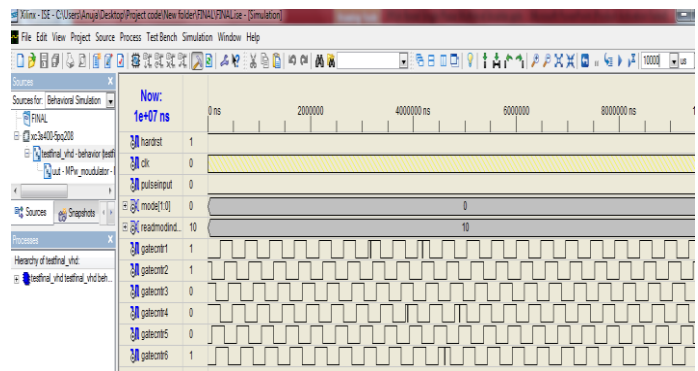 Xilinx - ISE - C:\Users\Anuja\Desktop\Project code\New folder\FINAL\FINAL.ise - [Simulation]
File Edit View Project Source Process Test Bench Simulation Window Help
10000 us
Sources
Sources for: Behavioral Simulation
FINAL
xc3s400-5pq208
testfinal_vhd - behavior (testfi
uut - MPw_moudulator -
Sources Snapshots
Processes
Hierarchy of testfinal_vhd:
testfinal_vhd testfinal_vhd beh...
Now:
1e+07 ns
0 ns 2000000 4000000 ns 6000000 8000000 ns 1
hardrst 1
clk 0
pulseinput 0
mode[1:0] 0 0
readmodind... 10 10
gatecntr1 1
gatecntr2 1
gatecntr3 0
gatecntr4 0
gatecntr5 0
gatecntr6 1